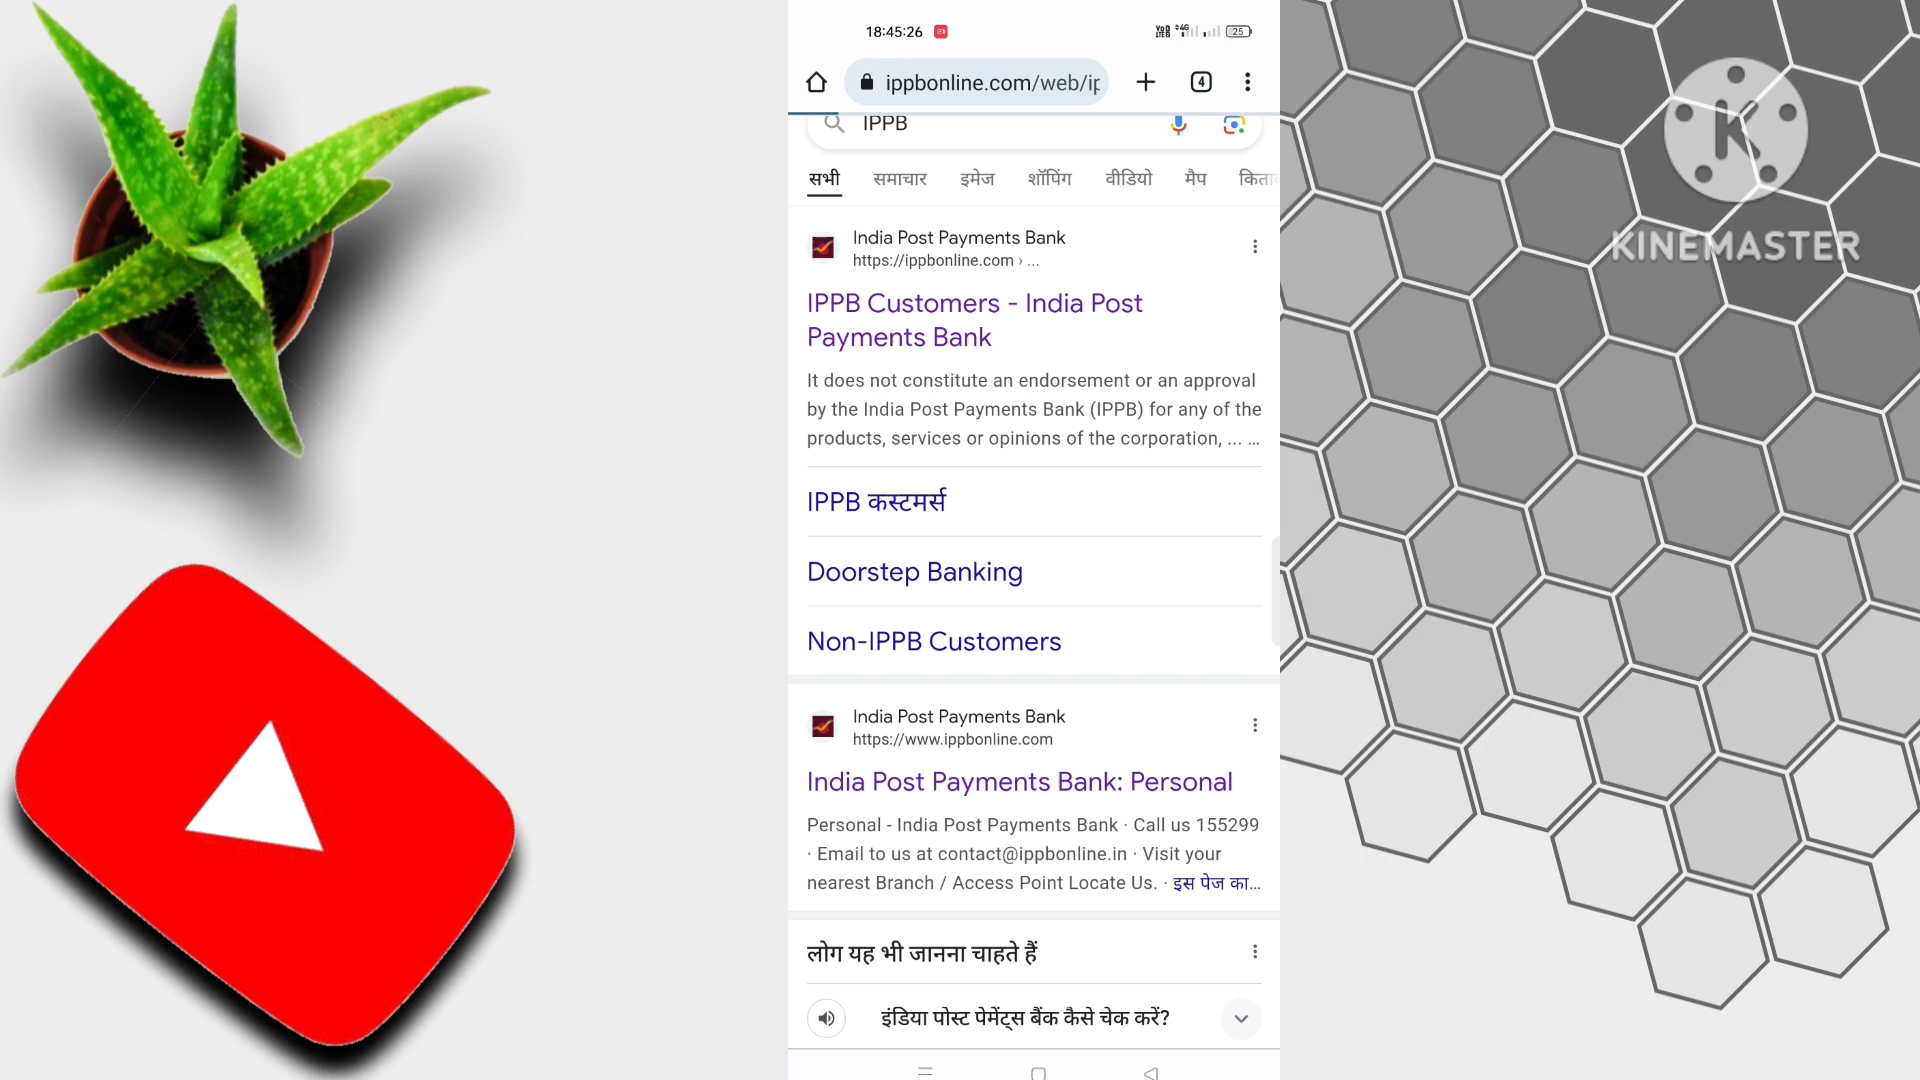 18:45:26
VoD LTE 4G 25
ippbonline.com/web/ip
4
IPPB
सभी समाचार इमेज शॉपिंग वीडियो मैप
India Post Payments Bank
https://ippbonline.com › ...
IPPB Customers - India Post
Payments Bank
It does not constitute an endorsement or an approval
by the India Post Payments Bank (IPPB) for any of the
products, services or opinions of the corporation, ... ...
IPPB कस्टमर्स
Doorstep Banking
Non-IPPB Customers
India Post Payments Bank
https://www.ippbonline.com
India Post Payments Bank: Personal
Personal - India Post Payments Bank · Call us 155299
· Email to us at contact@ippbonline.in · Visit your
nearest Branch / Access Point Locate Us. · इस पेज का...
लोग यह भी जानना चाहते हैं
इंडिया पोस्ट पेमेंट्स बैंक कैसे चेक करें?
K
KINEMASTER